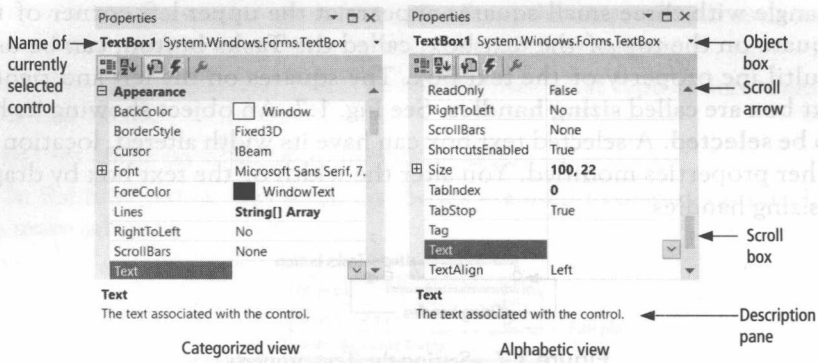 Properties
TextBox1 System.Windows.Forms.TextBox
Appearance
BackColor Window
BorderStyle Fixed3D
Cursor IBeam
Font Microsoft Sans Serif, 7.
ForeColor WindowText
Lines String[] Array
RightToLeft No
ScrollBars None
Text
Text
The text associated with the control.
Categorized view
Name of
currently
selected
control
Properties
TextBox1 System.Windows.Forms.TextBox
ReadOnly False
RightToLeft No
ScrollBars None
ShortcutsEnabled True
Size 100, 22
TabIndex 0
TabStop True
Tag
Text
TextAlign Left
Text
The text associated with the control.
Alphabetic view
Object
box
Scroll
arrow
Scroll
box
Description
pane